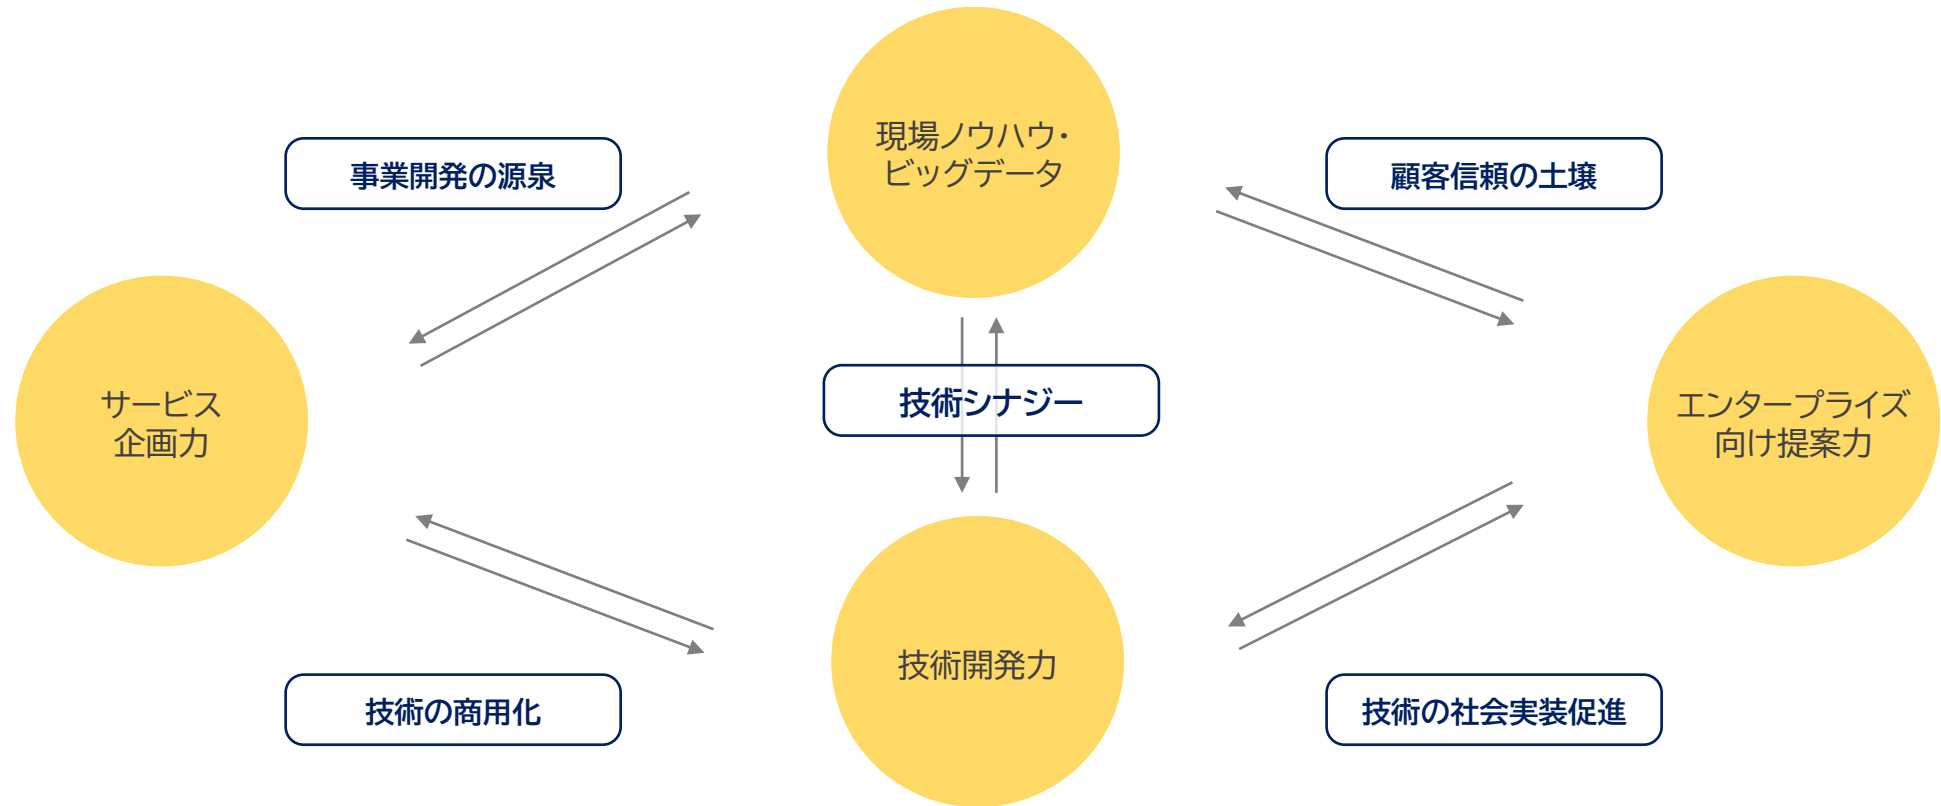 現場ノウハウ・
ビッグデータ
事業開発の源泉
顧客信頼の土壌
サービス
企画力
技術シナジー
エンタープライズ
向け提案力
技術開発力
技術の商用化
技術の社会実装促進